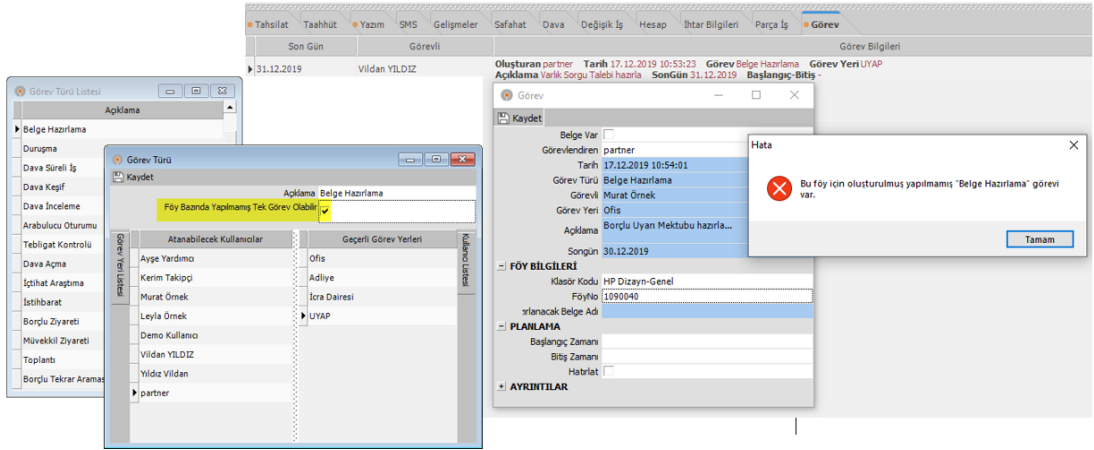 Tahsilat Taahhüt Yazım SMS Gelişmeler Safahat Dava Değişik İş Hesap İhtar Bilgileri Parça İş Görev
Son Gün Görevli Görev Bilgileri
31.12.2019 Vildan YILDIZ
Oluşturan partner Tarih 17.12.2019 10:53:23 Görev Belge Hazırlama Görev Yeri UYAP
Açıklama Varlık Sorgu Talebi hazırla SonGün 31.12.2019 Başlangıç-Bitiş -
Görev Türü Listesi
Açıklama
Belge Hazırlama
Duruşma
Dava Süreli İş
Dava Keşif
Dava İnceleme
Arabulucu Oturumu
Tebligat Kontrolü
Dava Açma
İçtihat Araştıma
İstihbarat
Borçlu Ziyareti
Müvekkil Ziyareti
Toplantı
Borçlu Tekrar Araması
Görev Türü
Kaydet
Açıklama Belge Hazırlama
Föy Bazında Yapılmamış Tek Görev Olabilir
Görev Yeri Listesi
Atanabilecek Kullanıcılar
Ayşe Yardımcı
Kerim Takipçi
Murat Örnek
Leyla Örnek
Demo Kullanıcı
Vildan YILDIZ
Yıldız Vildan
partner
Geçerli Görev Yerleri
Ofis
Adliye
İcra Dairesi
UYAP
Kullanıcı Listesi
Görev
Kaydet
Belge Var
Görevlendiren partner
Tarih 17.12.2019 10:54:01
Görev Türü Belge Hazırlama
Görevli Murat Örnek
Görev Yeri Ofis
Açıklama Borçlu Uyarı Mektubu hazırla...
Songün 30.12.2019
FÖY BİLGİLERİ
Klasör Kodu HP Dizayn-Genel
FöyNo 1090040
ırlanacak Belge Adı
PLANLAMA
Başlangıç Zamanı
Bitiş Zamanı
Hatırlat
AYRINTILAR
Hata
Bu föy için oluşturulmuş yapılmamış "Belge Hazırlama" görevi
var.
Tamam